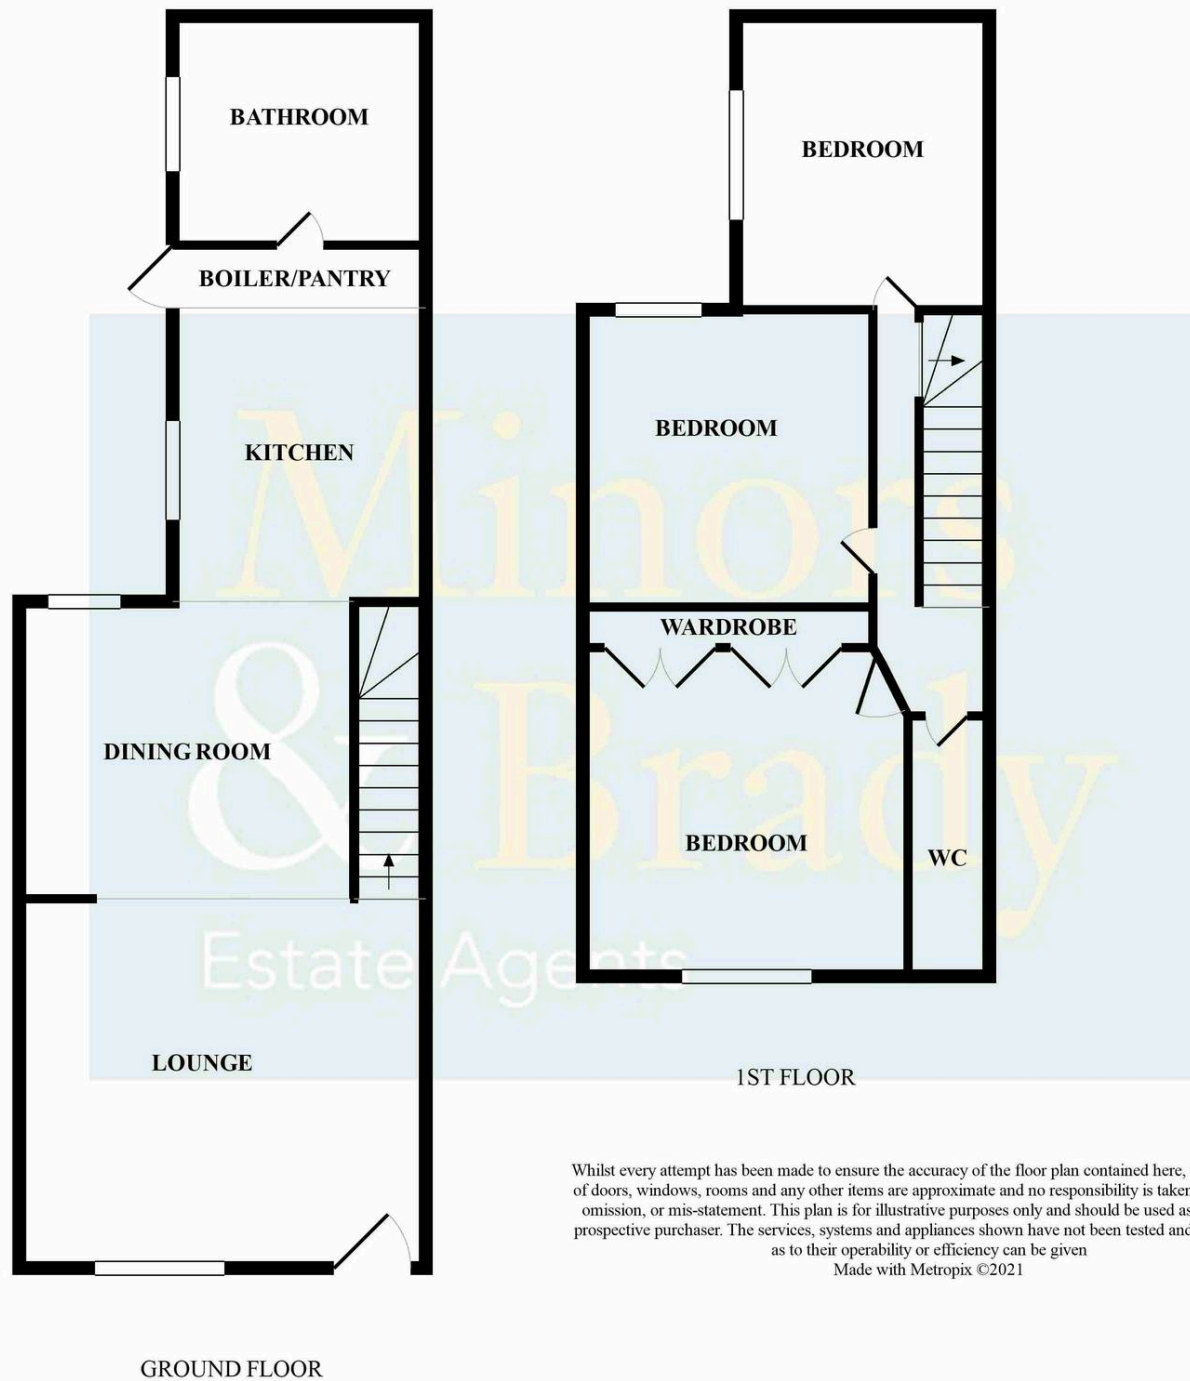 BATHROOM
BOILER/PANTRY
KITCHEN
DINING ROOM
LOUNGE
GROUND FLOOR
BEDROOM
BEDROOM
WARDROBE
BEDROOM
WC
1ST FLOOR
Minors
& Brady
Estate Agents
Whilst every attempt has been made to ensure the accuracy of the floor plan contained here,
of doors, windows, rooms and any other items are approximate and no responsibility is taken
omission, or mis-statement. This plan is for illustrative purposes only and should be used as
prospective purchaser. The services, systems and appliances shown have not been tested and
as to their operability or efficiency can be given
Made with Metropix ©2021